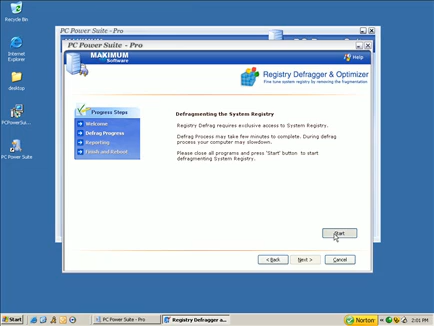 Recycle Bin
Internet
Explorer
desktop
PCPowerSui...
PC Power Suite
PC Power Suite - Pro
PC Power Suite - Pro
MAXIMUM
Software
Help
Registry Defragger & Optimizer
Fine tune system registry by removing the fragmentation
Progress Steps
Welcome
Defrag Progress
Reporting
Finish and Reboot
Defragmenting the System Registry
Registry Defrag requires exclusive access to System Registry.
Defrag Process may take few minutes to complete. During defrag
process your computer may slowdown.
Please close all programs and press 'Start' button to start
defragmenting System Registry.
Start
< Back
Next >
Cancel
Start
PC Power Suite - Pro
Registry Defragger a...
Norton
2:01 PM